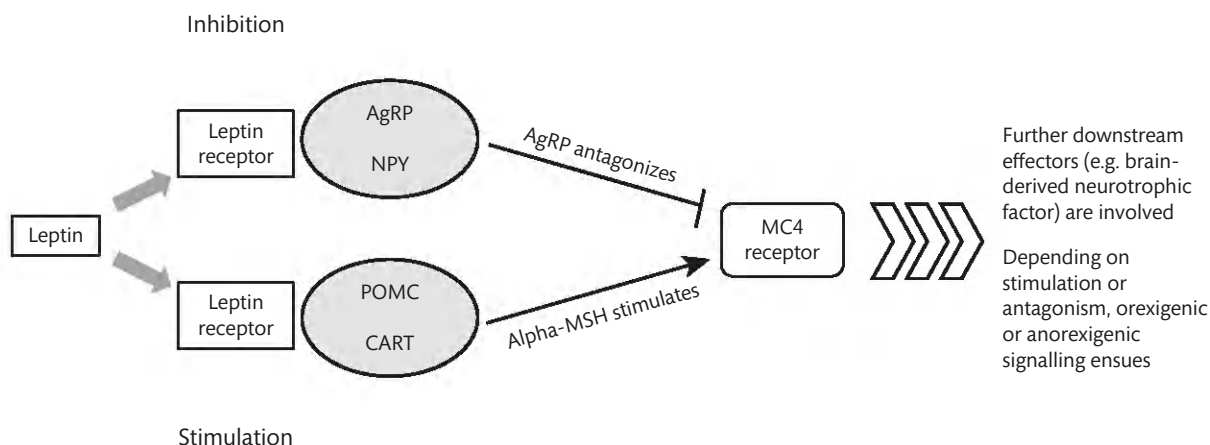 Inhibition
Leptin
receptor
AgRP
NPY
AgRP antagonizes
Leptin
Leptin
receptor
POMC
CART
Alpha-MSH stimulates
MC4
receptor
Further downstream
effectors (e.g. brain-
derived neurotrophic
factor) are involved
Depending on
stimulation or
antagonism, orexigenic
or anorexigenic
signalling ensues
Stimulation